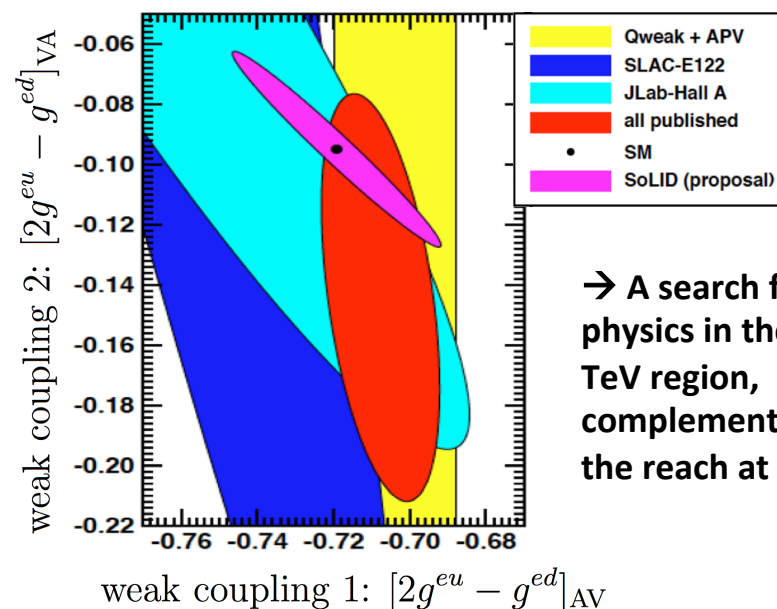 weak coupling 2: [2g^{eu} − g^{ed}]_{VA}
-0.06
-0.08
-0.10
-0.12
-0.14
-0.16
-0.18
-0.20
-0.22
-0.76 -0.74 -0.72 -0.70 -0.68
weak coupling 1: [2g^{eu} − g^{ed}]_{AV}
Qweak + APV
SLAC-E122
JLab-Hall A
all published
SM
SoLID (proposal)
→ A search f
physics in the
TeV region,
complement
the reach at